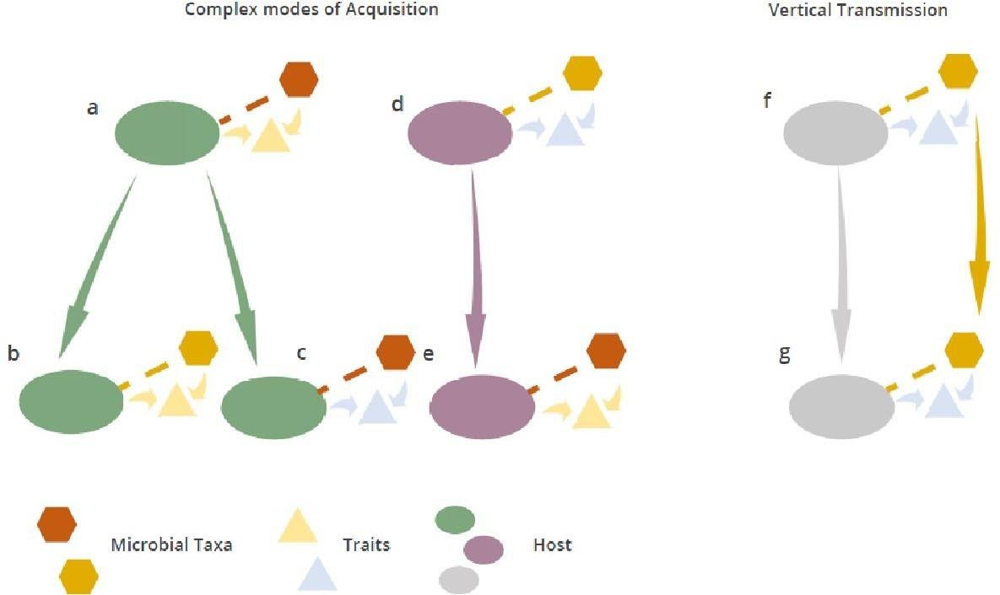 Complex modes of Acquisition
Vertical Transmission
a
d
f
b
c
e
g
Microbial Taxa
Traits
Host